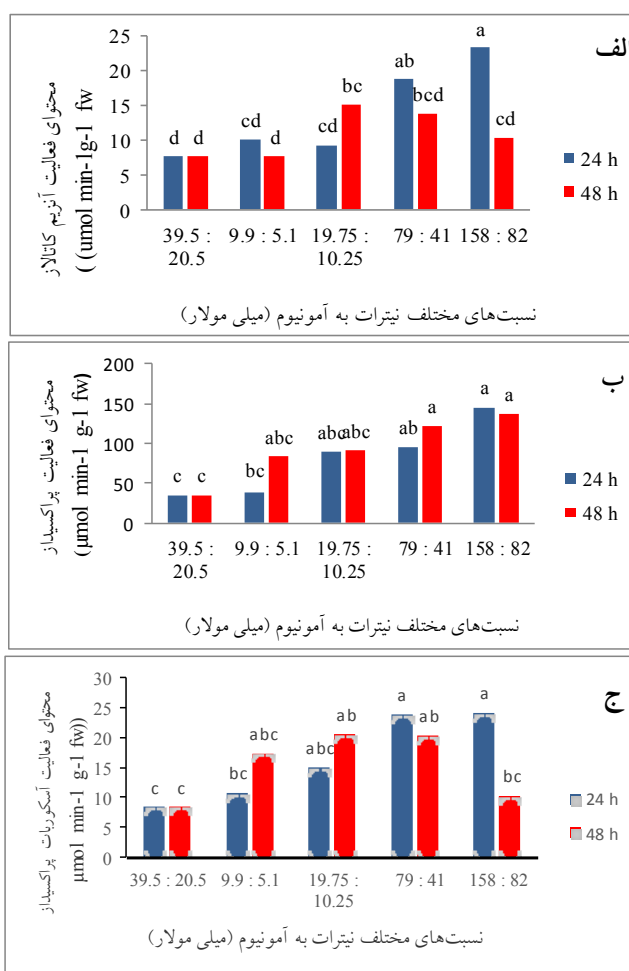 الف
محتوای فعالیت آنزیم کاتالاز
( (umol min-1g-1 fw
25
20
15
10
5
0
d d cd d cd bc ab bcd a cd
39.5 : 20.5
9.9 : 5.1
19.75 : 10.25
79 : 41
158 : 82
24 h
48 h
نسبت‌های مختلف نیترات به آمونیوم (میلی مولار)
ب
محتوای فعالیت پراکسیداز
(µmol min-1 g-1 fw)
200
150
100
50
0
c c bc abc abc abc ab a a a
39.5 : 20.5
9.9 : 5.1
19.75 : 10.25
79 : 41
158 : 82
24 h
48 h
نسبت‌های مختلف نیترات به آمونیوم (میلی مولار)
ج
محتوای فعالیت آسکوربات پراکسیداز
µmol min-1 g-1 fw))
30
25
20
15
10
5
0
c c bc abc abc ab a ab a bc
39.5 : 20.5
9.9 : 5.1
19.75 : 10.25
79 : 41
158 : 82
24 h
48 h
نسبت‌های مختلف نیترات به آمونیوم (میلی مولار)